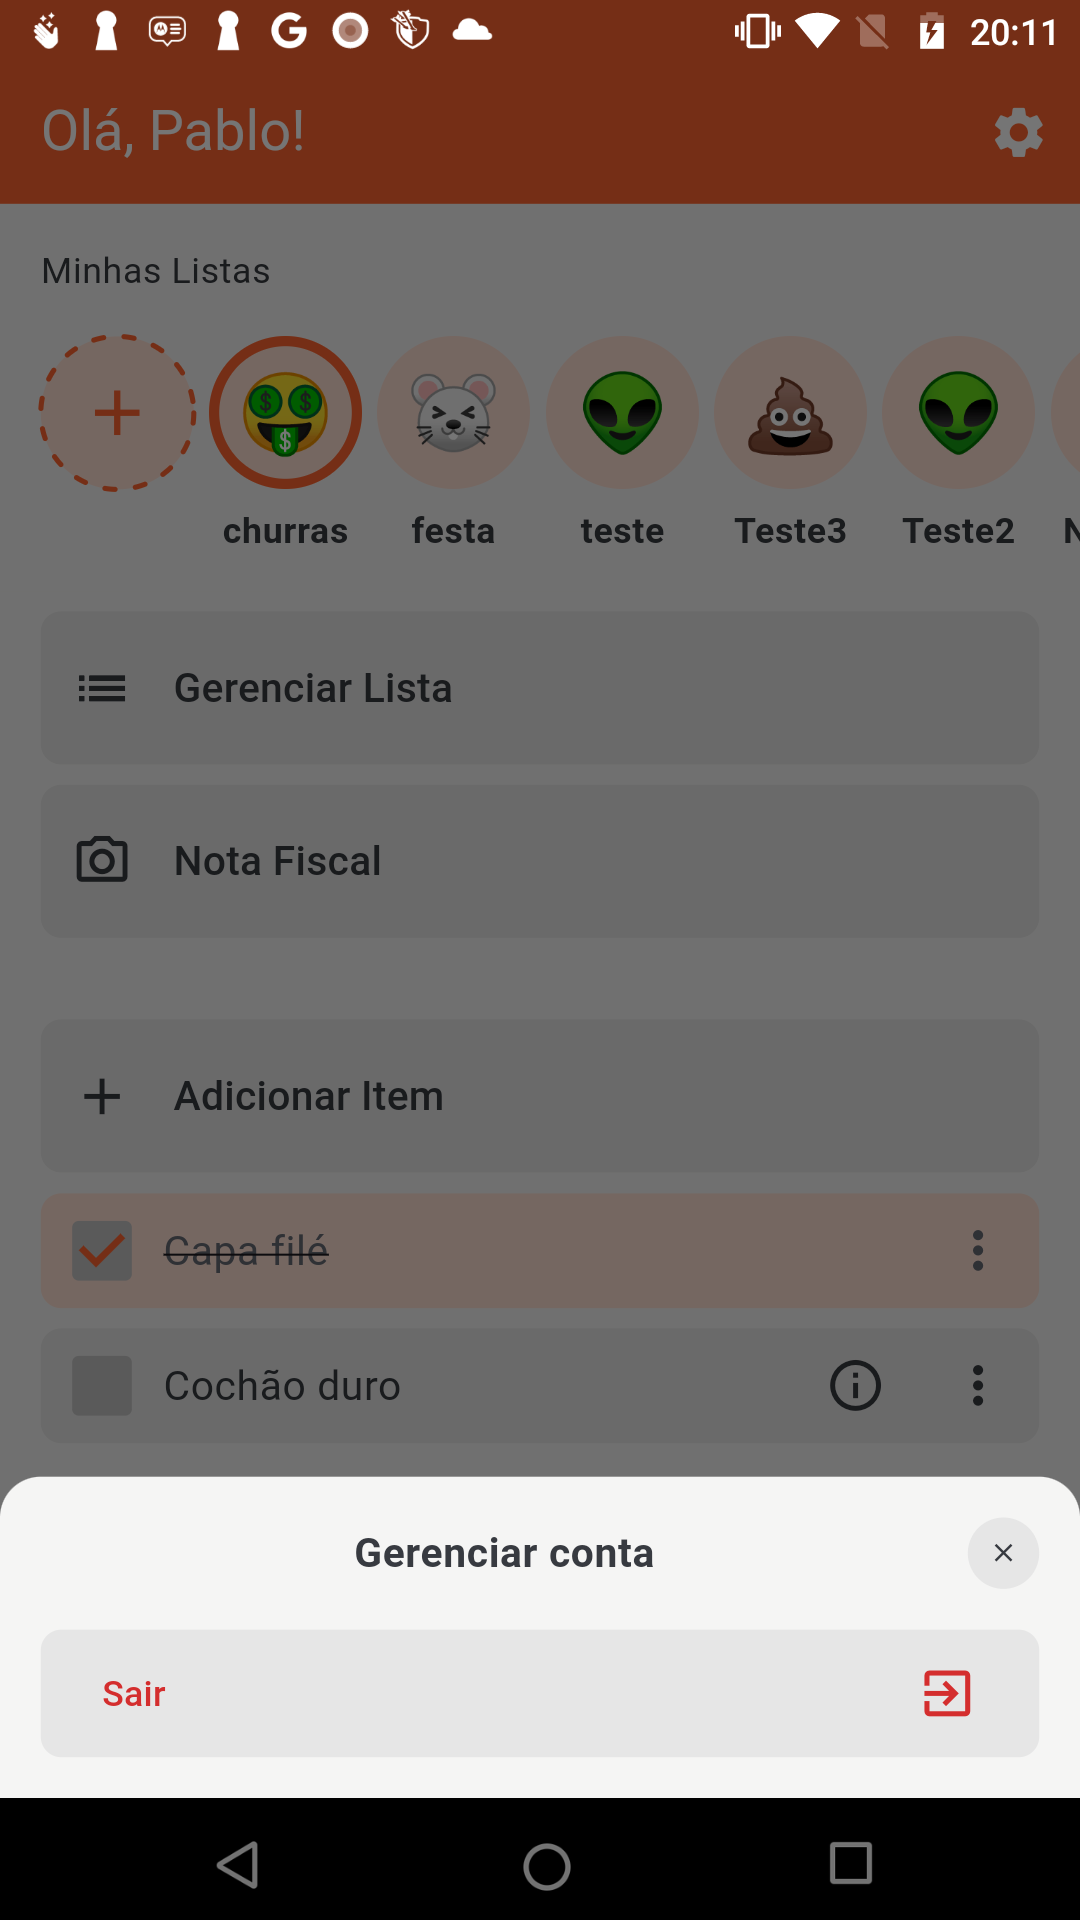 20:11
Olá, Pablo!
Minhas Listas
churras festa teste Teste3 Teste2 N
Gerenciar Lista
Nota Fiscal
Adicionar Item
Capa filé
Cochão duro
Gerenciar conta
Sair